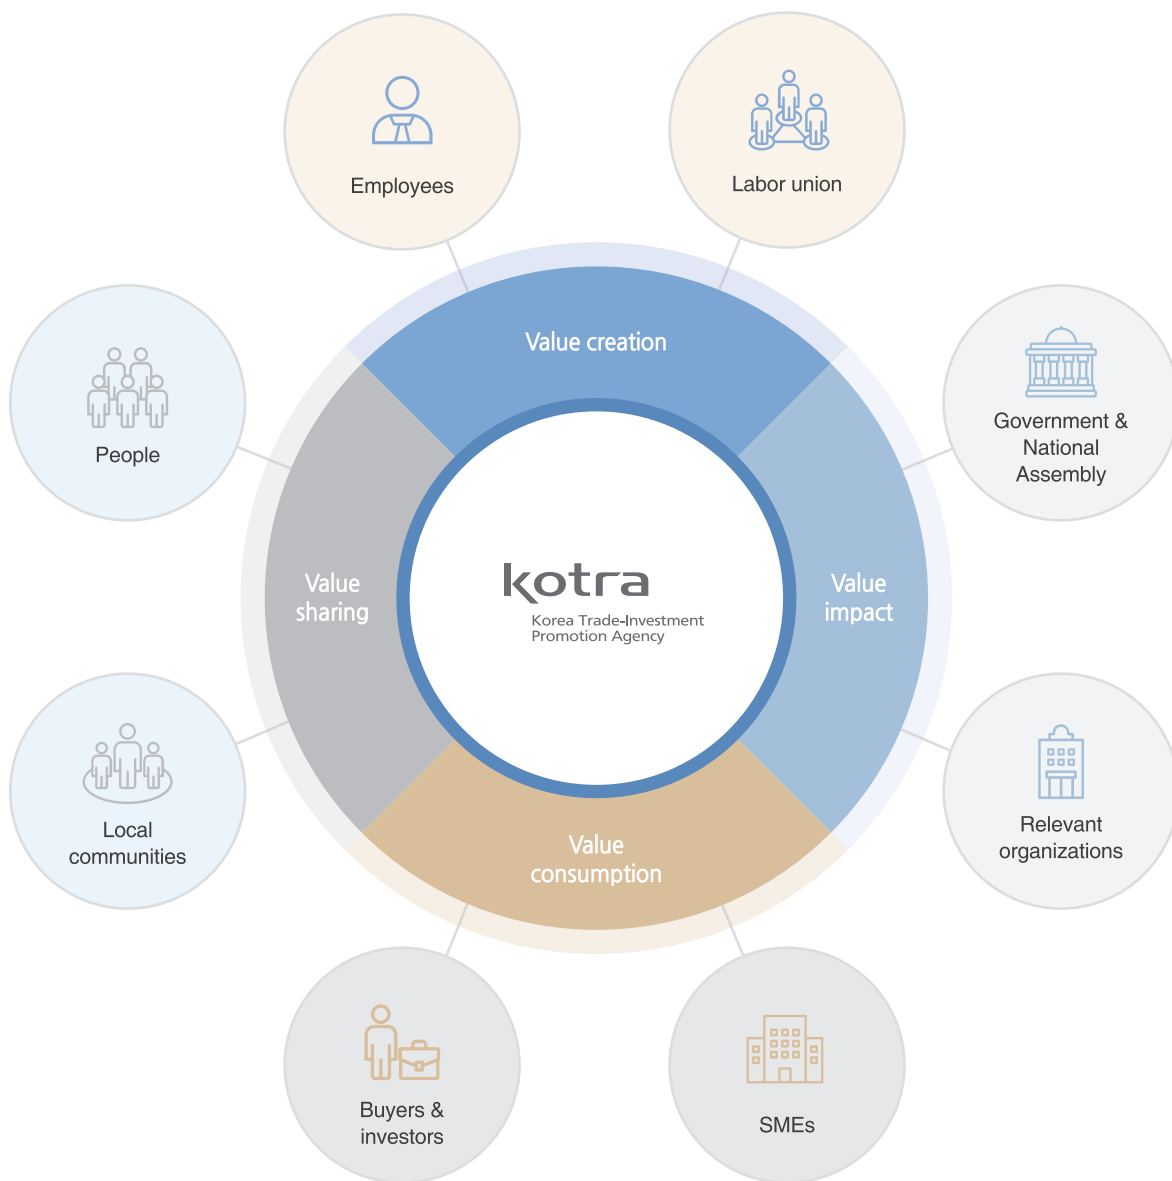 Employees
Labor union
Value creation
People
Government &
National
Assembly
Value
sharing
kotra
Korea Trade-Investment
Promotion Agency
Value
impact
Local
communities
Relevant
organizations
Value
consumption
Buyers &
investors
SMEs